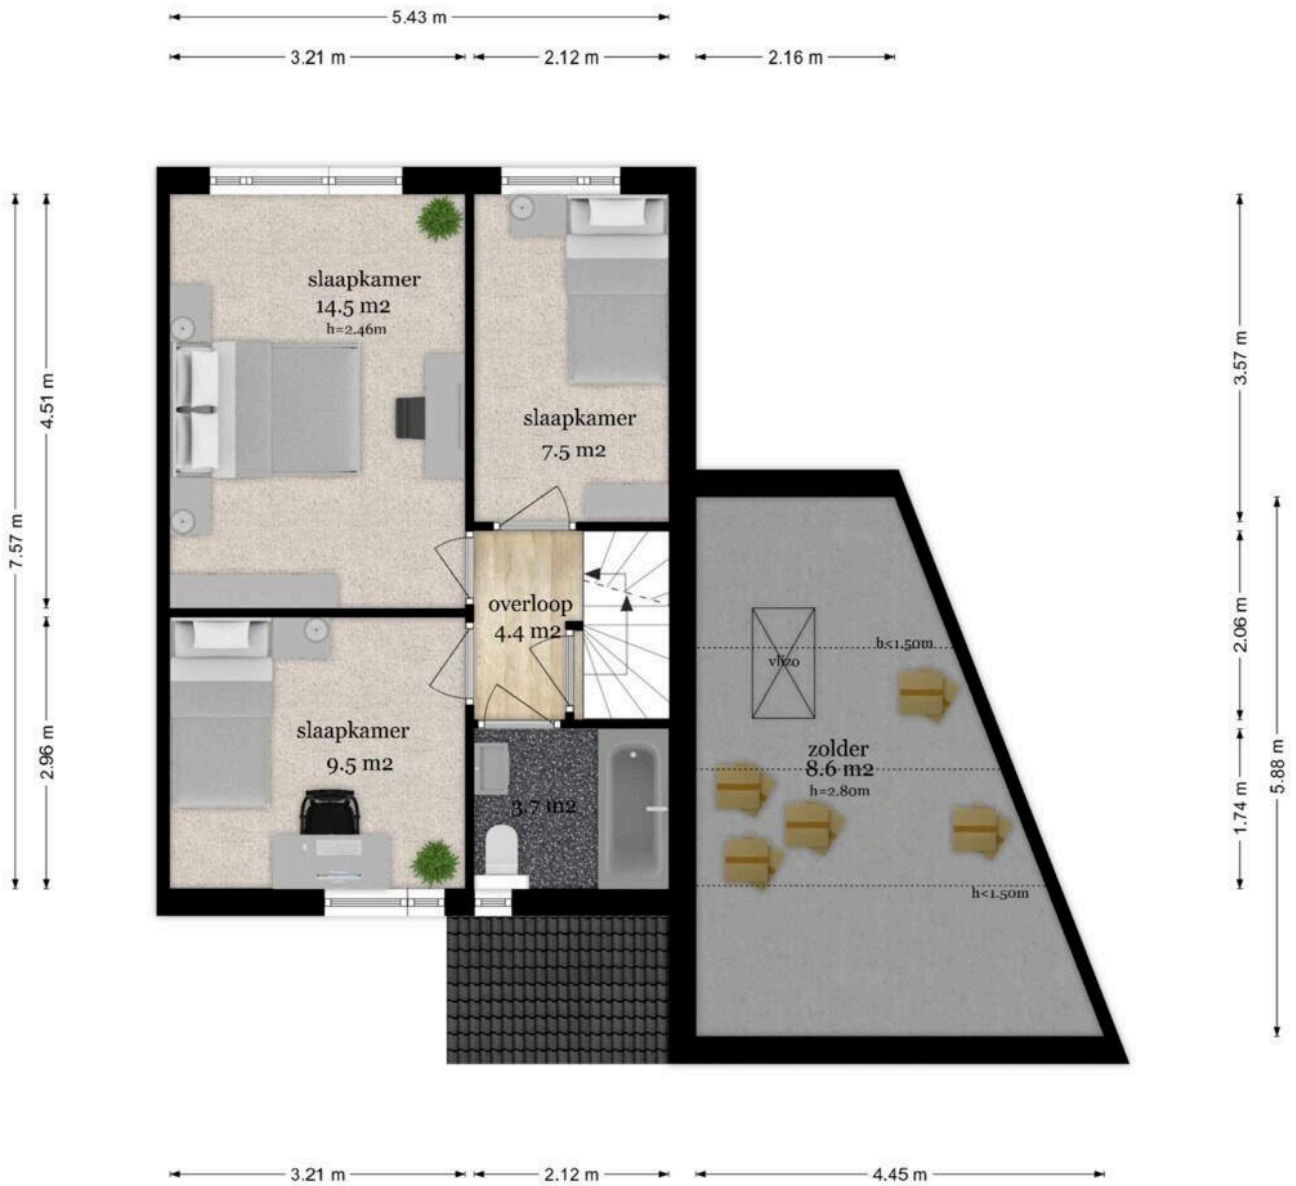 5.43 m
3.21 m
2.12 m
2.16 m
slaapkamer
14.5 m2
h=2.46m
slaapkamer
7.5 m2
7.57 m
4.51 m
2.96 m
3.57 m
2.06 m
1.74 m
5.88 m
overloop
4.4 m2
h<1.50m
vlizo
slaapkamer
9.5 m2
3.7 m2
zolder
8.6 m2
h=2.80m
h<1.50m
3.21 m
2.12 m
4.45 m